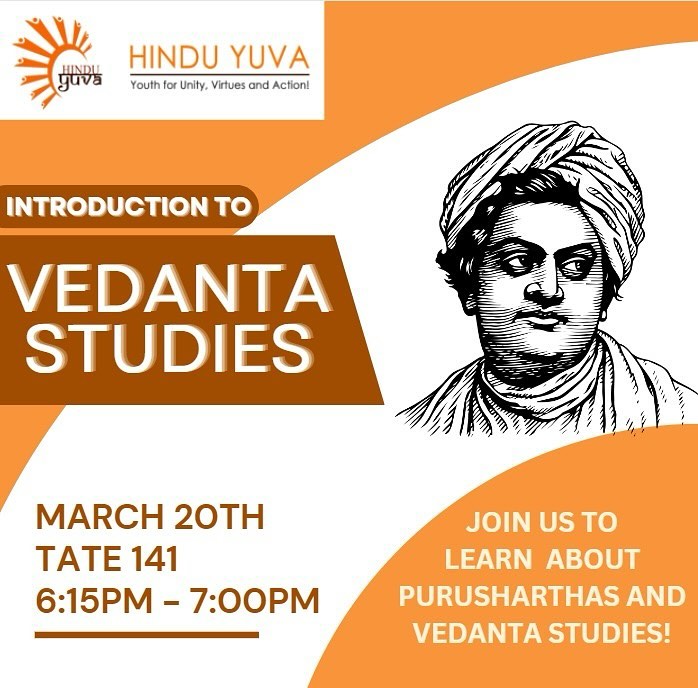 HINDU
yuva
HINDU YUVA
Youth for Unity, Virtues and Action!
INTRODUCTION TO
VEDANTA
STUDIES
MARCH 20TH
TATE 141
6:15PM – 7:00PM
JOIN US TO
LEARN ABOUT
PURUSHARTHAS AND
VEDANTA STUDIES!